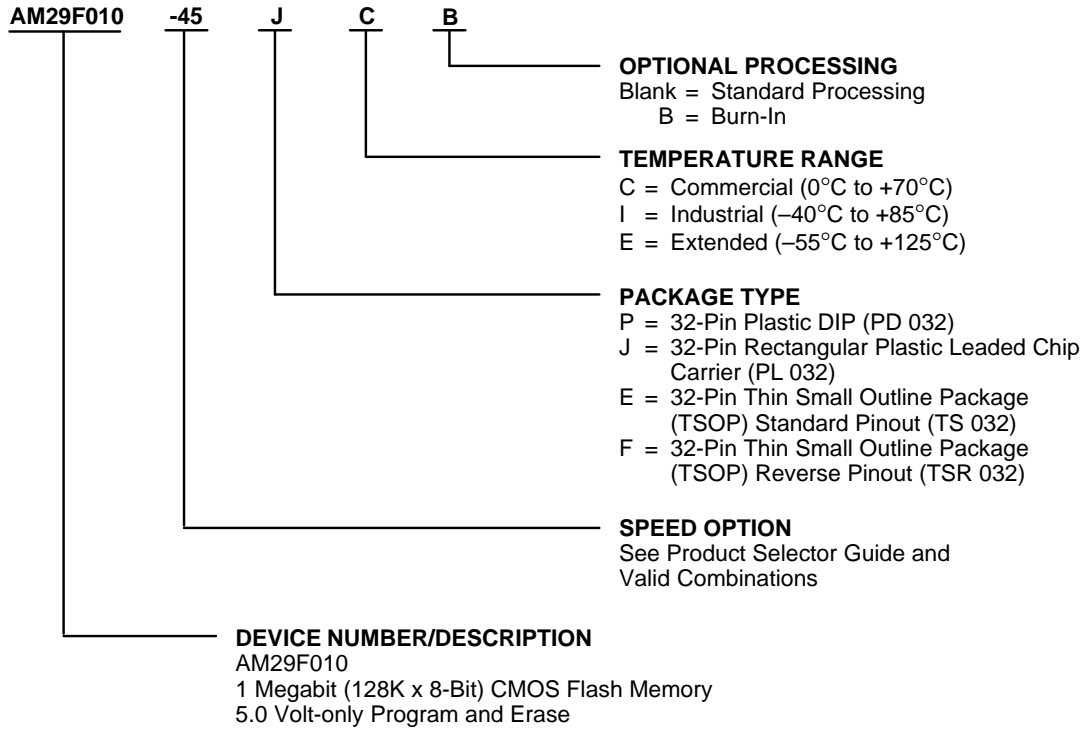 AM29F010 -45 J C B
OPTIONAL PROCESSING
Blank = Standard Processing
B = Burn-In
TEMPERATURE RANGE
C = Commercial (0°C to +70°C)
I = Industrial (–40°C to +85°C)
E = Extended (–55°C to +125°C)
PACKAGE TYPE
P = 32-Pin Plastic DIP (PD 032)
J = 32-Pin Rectangular Plastic Leaded Chip
Carrier (PL 032)
E = 32-Pin Thin Small Outline Package
(TSOP) Standard Pinout (TS 032)
F = 32-Pin Thin Small Outline Package
(TSOP) Reverse Pinout (TSR 032)
SPEED OPTION
See Product Selector Guide and
Valid Combinations
DEVICE NUMBER/DESCRIPTION
AM29F010
1 Megabit (128K x 8-Bit) CMOS Flash Memory
5.0 Volt-only Program and Erase